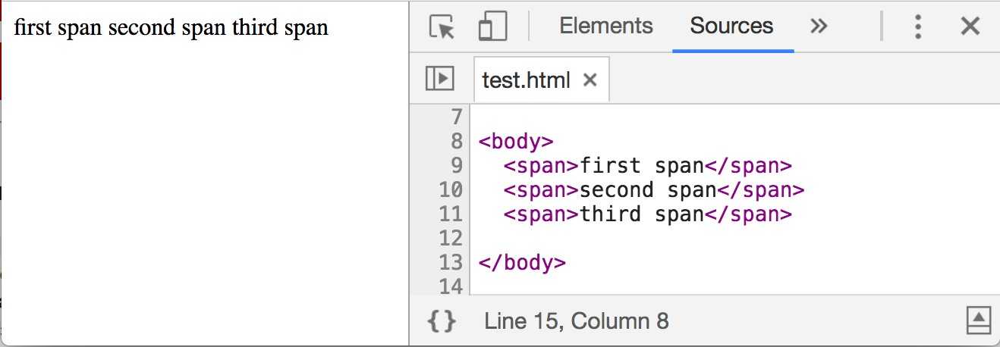 first span second span third span
Elements Sources »
test.html ×
7
8 <body>
9   <span>first span</span>
10   <span>second span</span>
11   <span>third span</span>
12
13 </body>
14
{} Line 15, Column 8